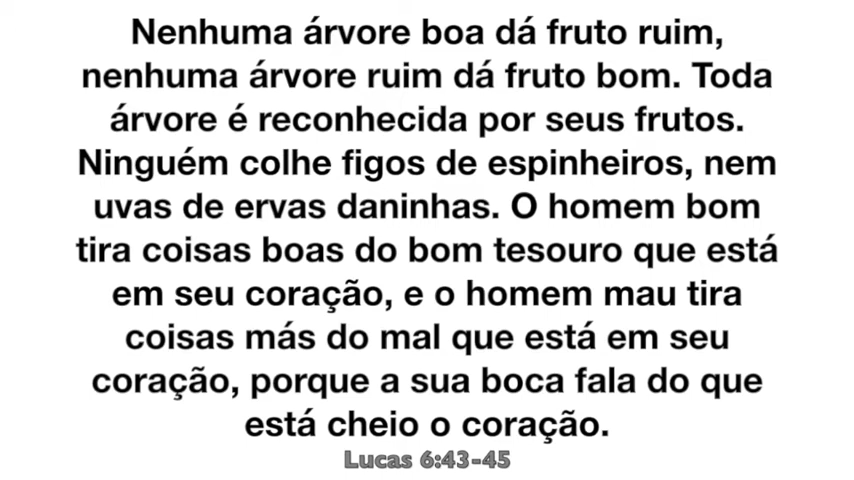 Nenhuma árvore boa dá fruto ruim,
nenhuma árvore ruim dá fruto bom. Toda
árvore é reconhecida por seus frutos.
Ninguém colhe figos de espinheiros, nem
uvas de ervas daninhas. O homem bom
tira coisas boas do bom tesouro que está
em seu coração, e o homem mau tira
coisas más do mal que está em seu
coração, porque a sua boca fala do que
está cheio o coração.
Lucas 6:43-45